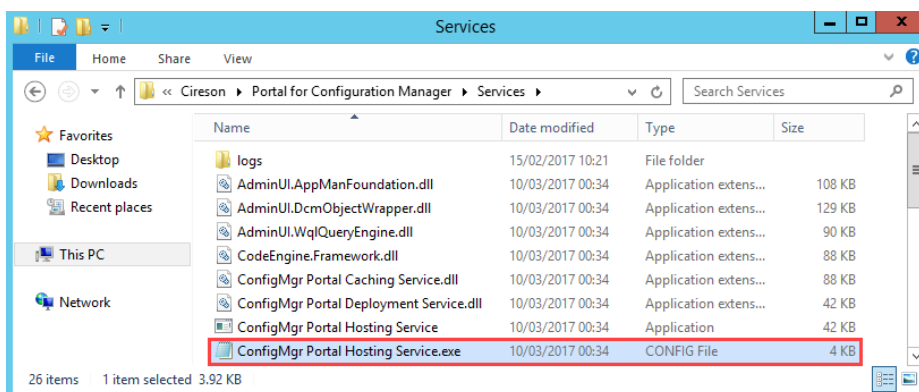 Services
File Home Share View
« Cireson Portal for Configuration Manager Services Search Services
Name Date modified Type Size
Favorites
Desktop
Downloads
Recent places
This PC
Network
logs 15/02/2017 10:21 File folder
AdminUI.AppManFoundation.dll 10/03/2017 00:34 Application extens... 108 KB
AdminUI.DcmObjectWrapper.dll 10/03/2017 00:34 Application extens... 129 KB
AdminUI.WqlQueryEngine.dll 10/03/2017 00:34 Application extens... 90 KB
CodeEngine.Framework.dll 10/03/2017 00:34 Application extens... 88 KB
ConfigMgr Portal Caching Service.dll 10/03/2017 00:34 Application extens... 88 KB
ConfigMgr Portal Deployment Service.dll 10/03/2017 00:34 Application extens... 42 KB
ConfigMgr Portal Hosting Service 10/03/2017 00:34 Application 42 KB
ConfigMgr Portal Hosting Service.exe 10/03/2017 00:34 CONFIG File 4 KB
26 items 1 item selected 3.92 KB